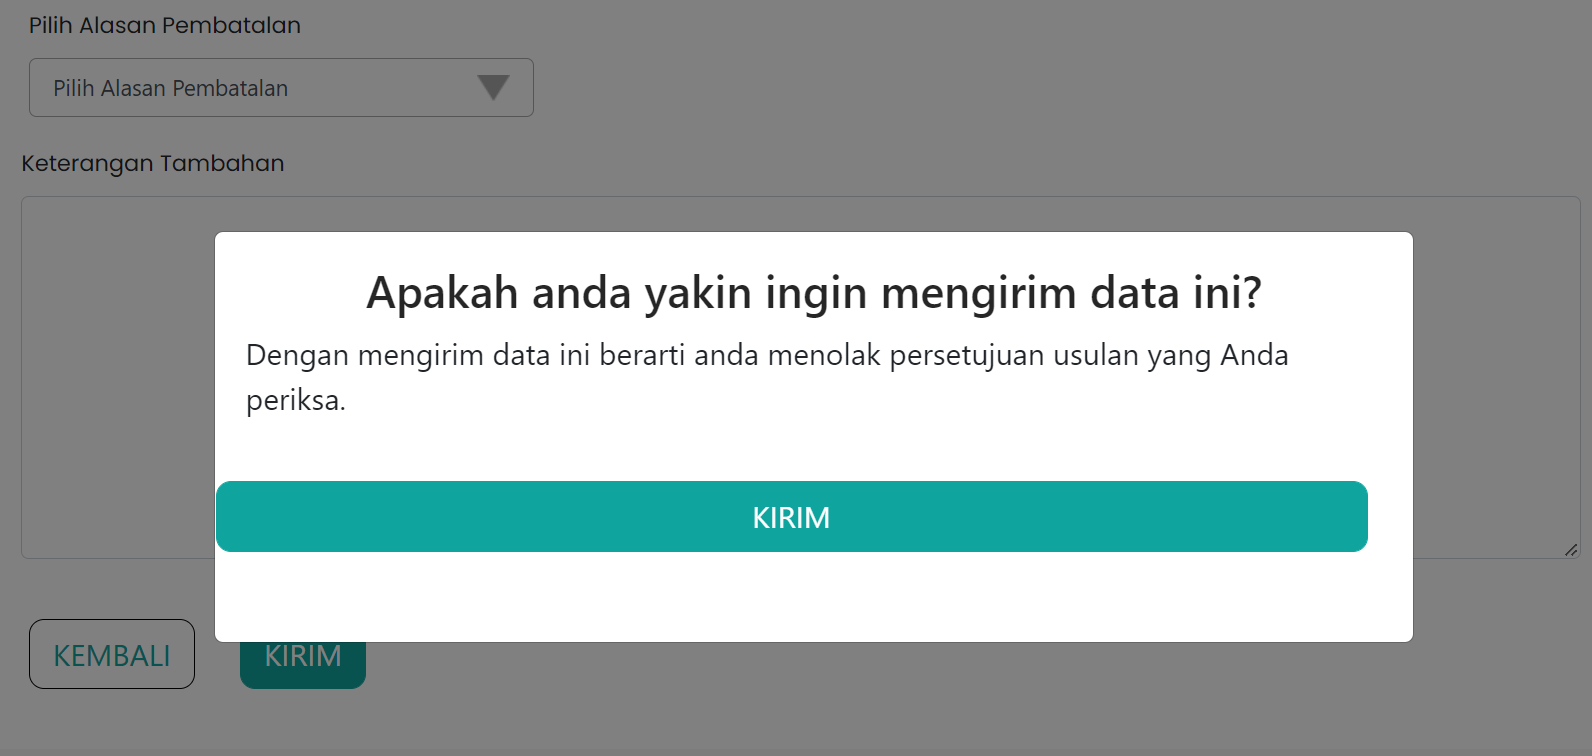 Pilih Alasan Pembatalan
Pilih Alasan Pembatalan
Keterangan Tambahan
Apakah anda yakin ingin mengirim data ini?
Dengan mengirim data ini berarti anda menolak persetujuan usulan yang Anda
periksa.
KIRIM
KEMBALI
KIRIM